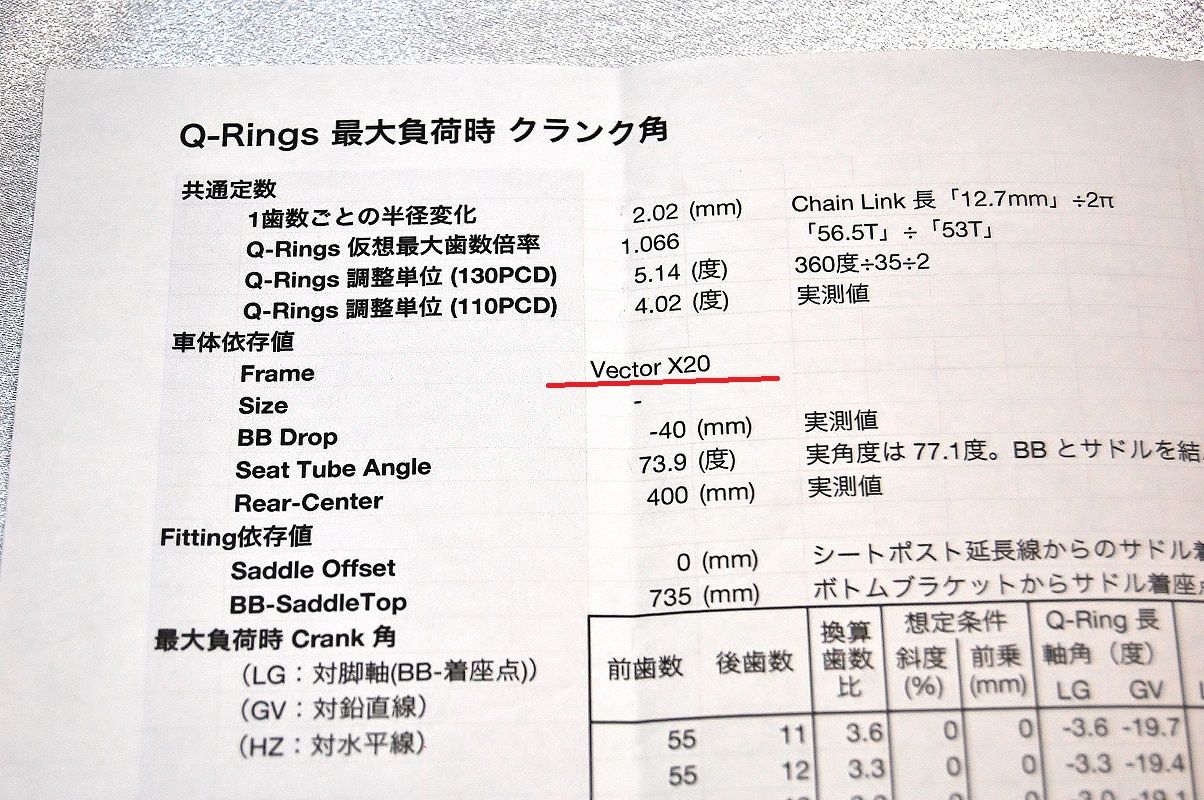 Q-Rings 最大負荷時 クランク角
共通定数
1歯数ごとの半径変化 2.02 (mm) Chain Link 長「12.7mm」÷2π
Q-Rings 仮想最大歯数倍率 1.066 「56.5T」÷「53T」
Q-Rings 調整単位 (130PCD) 5.14 (度) 360度÷35÷2
Q-Rings 調整単位 (110PCD) 4.02 (度) 実測値
車体依存値
Frame Vector X20
Size -
BB Drop -40 (mm) 実測値
Seat Tube Angle 73.9 (度) 実角度は 77.1度。BB とサドルを結
Rear-Center 400 (mm) 実測値
Fitting依存値
Saddle Offset 0 (mm) シートポスト延長線からのサドル着
BB-SaddleTop 735 (mm) ボトムブラケットからサドル着座点
最大負荷時 Crank 角
（LG：対脚軸(BB-着座点)）
（GV：対鉛直線）
（HZ：対水平線）
前歯数 後歯数 換算歯数比 想定条件 Q-Ring 長
斜度(%) 前乗(mm) 軸角（度）
LG GV
55 11 3.6 0 0 -3.6 -19.7
55 12 3.3 0 0 -3.3 -19.4